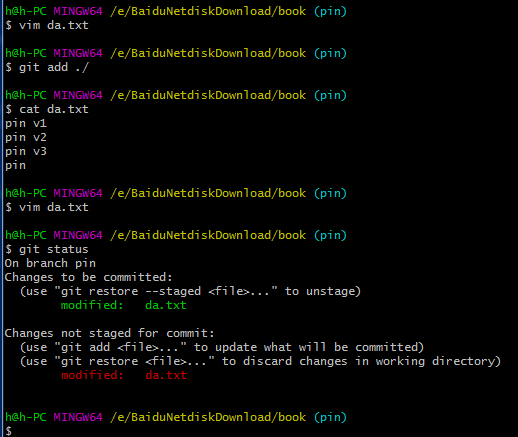 h@h-PC MINGW64 /e/BaiduNetdiskDownload/book (pin)
$ vim da.txt
h@h-PC MINGW64 /e/BaiduNetdiskDownload/book (pin)
$ git add ./
h@h-PC MINGW64 /e/BaiduNetdiskDownload/book (pin)
$ cat da.txt
pin v1
pin v2
pin v3
pin
h@h-PC MINGW64 /e/BaiduNetdiskDownload/book (pin)
$ vim da.txt
h@h-PC MINGW64 /e/BaiduNetdiskDownload/book (pin)
$ git status
On branch pin
Changes to be committed:
  (use "git restore --staged <file>..." to unstage)
        modified:   da.txt
Changes not staged for commit:
  (use "git add <file>..." to update what will be committed)
  (use "git restore <file>..." to discard changes in working directory)
        modified:   da.txt
h@h-PC MINGW64 /e/BaiduNetdiskDownload/book (pin)
$